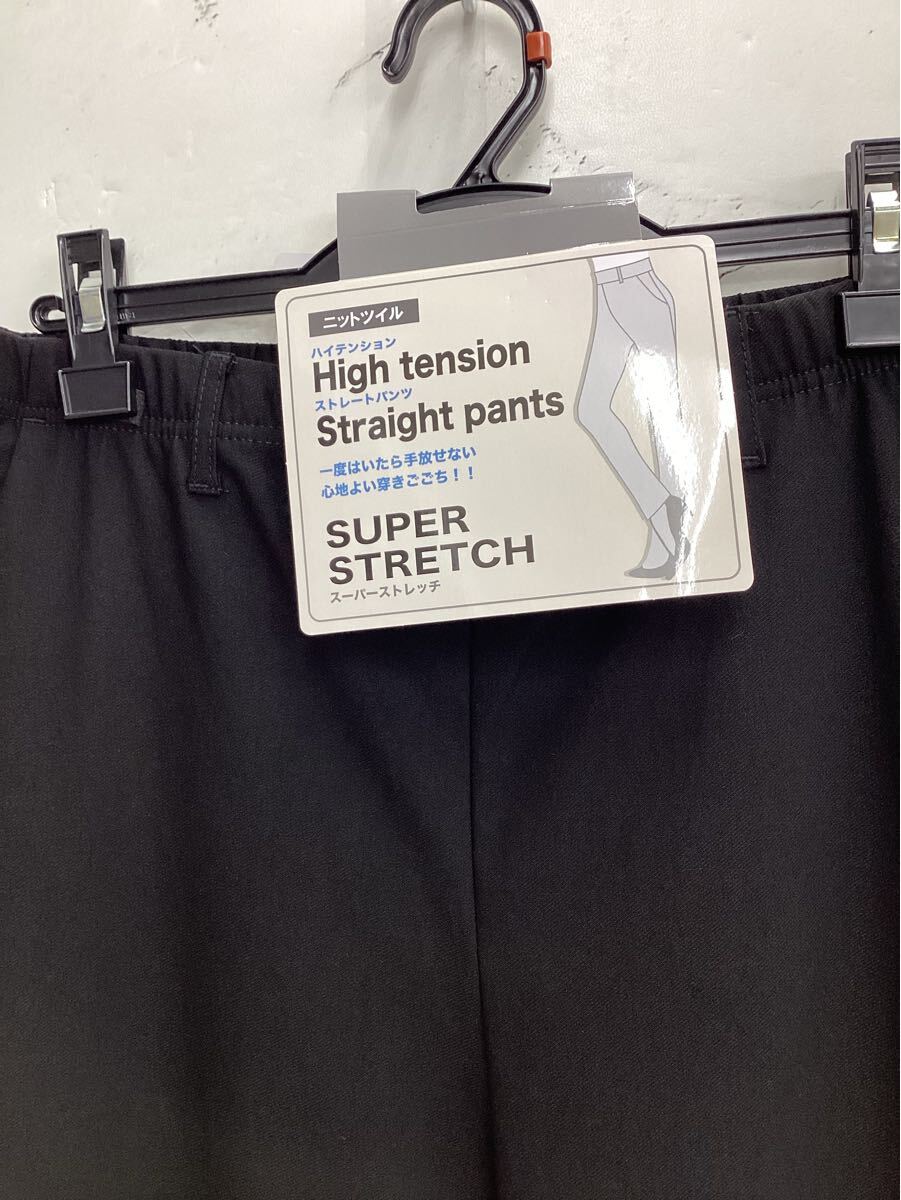 ニットツイル
ハイテンション
High tension
ストレートパンツ
Straight pants
一度はいたら手放せない
心地よい穿きごごち！！
SUPER
STRETCH
スーパーストレッチ